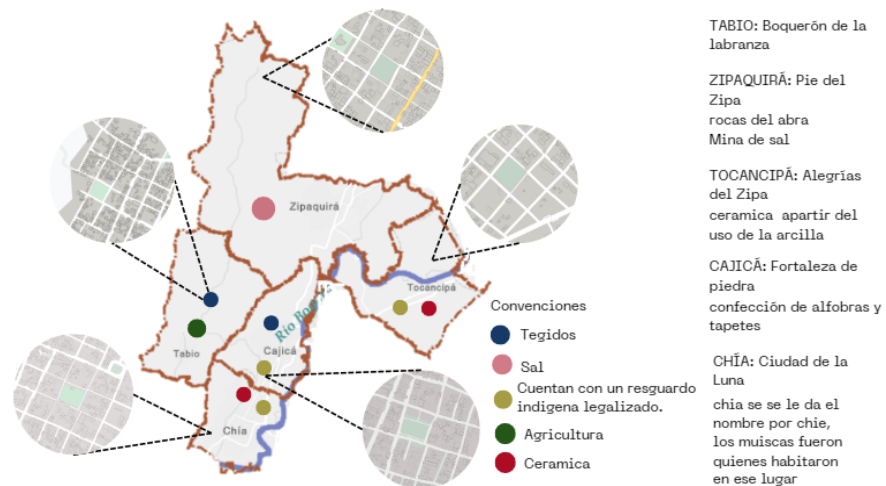 Zipaquirá
Tocancipá
Río Bog
Cajicá
Tabio
Chía
Convenciones
Tegidos
Sal
Cuentan con un resguardo
indigena legalizado.
Agricultura
Ceramica
TABIO: Boquerón de la
labranza
ZIPAQUIRÁ: Pie del
Zipa
rocas del abra
Mina de sal
TOCANCIPÁ: Alegrías
del Zipa
ceramica apartir del
uso de la arcilla
CAJICÁ: Fortaleza de
piedra
confección de alfobras y
tapetes
CHÍA: Ciudad de la
Luna
chia se se le da el
nombre por chie,
los muiscas fueron
quienes habitaron
en ese lugar